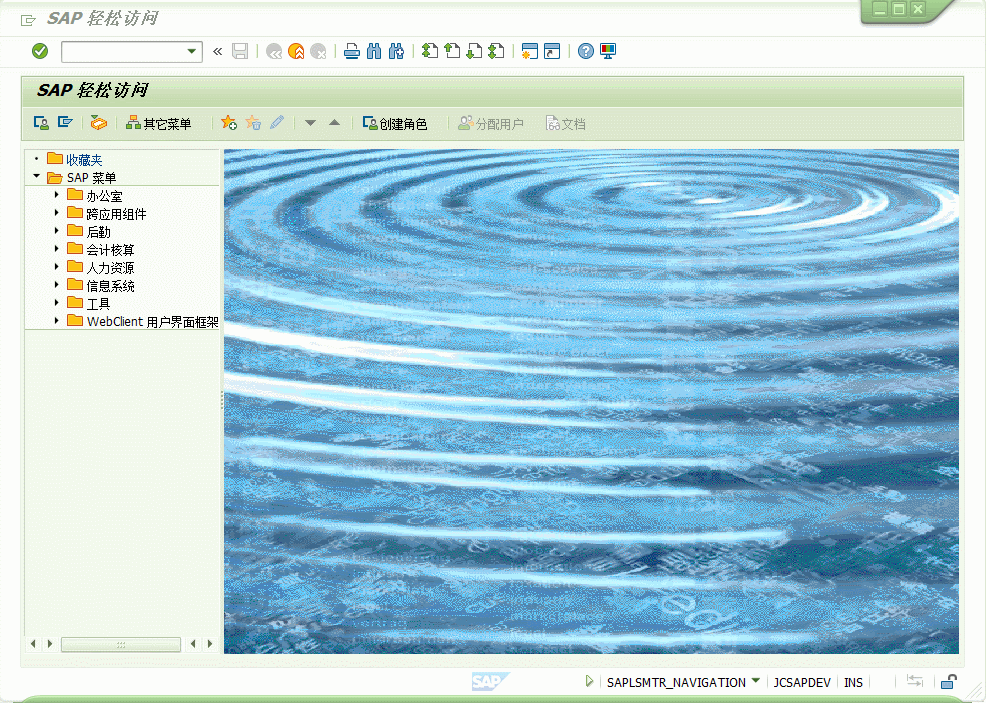 SAP 轻松访问
SAP 轻松访问
其它菜单 创建角色 分配用户 文档
收藏夹
SAP 菜单
办公室
跨应用组件
后勤
会计核算
人力资源
信息系统
工具
WebClient 用户界面框架
SAP SAPLSMTR_NAVIGATION JCSAPDEV INS